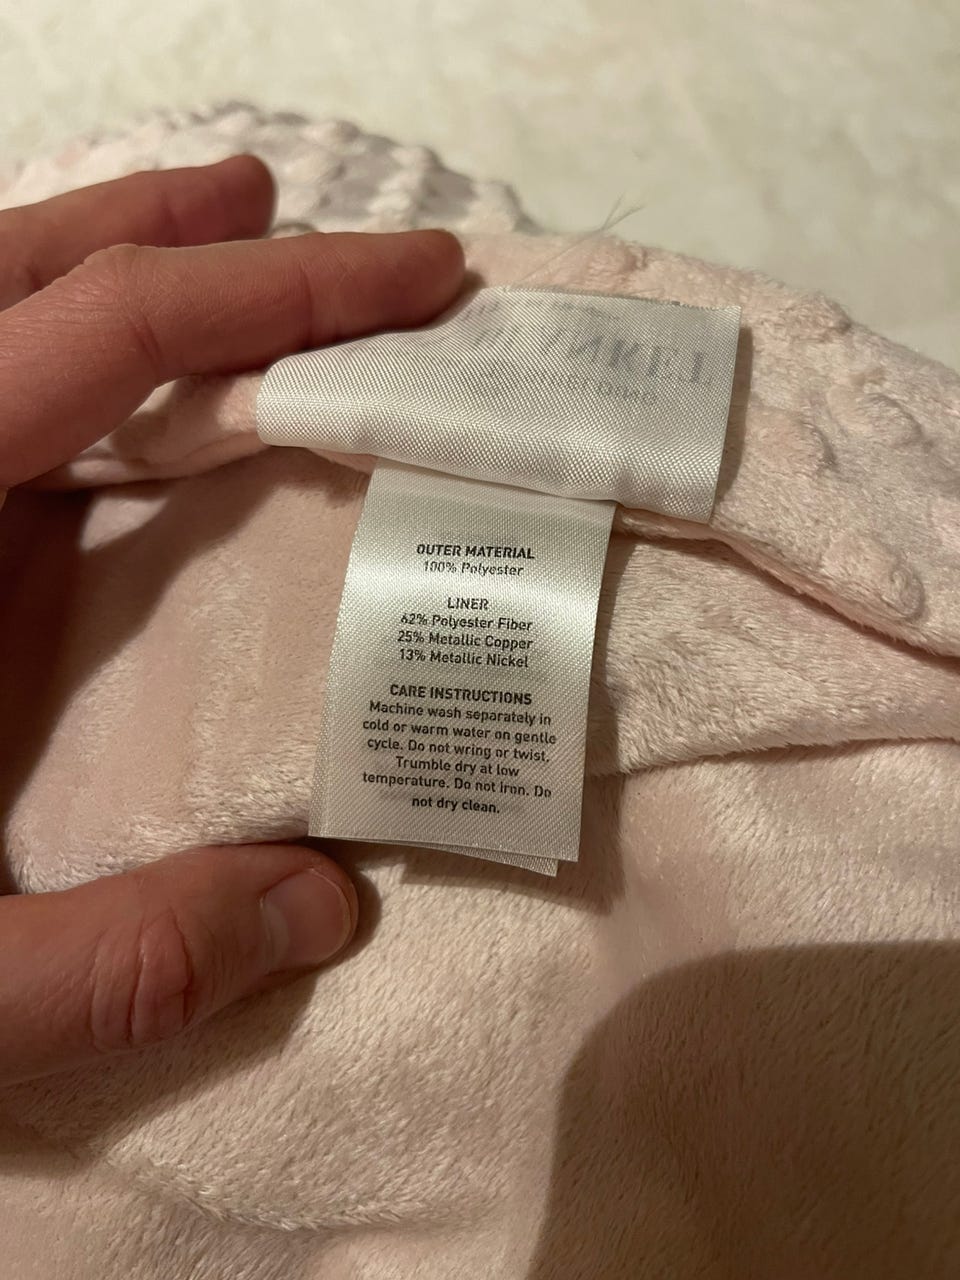 OUTER MATERIAL
100% Polyester
LINER
62% Polyester Fiber
25% Metallic Copper
13% Metallic Nickel
CARE INSTRUCTIONS
Machine wash separately in
cold or warm water on gentle
cycle. Do not wring or twist.
Trumble dry at low
temperature. Do not iron. Do
not dry clean.